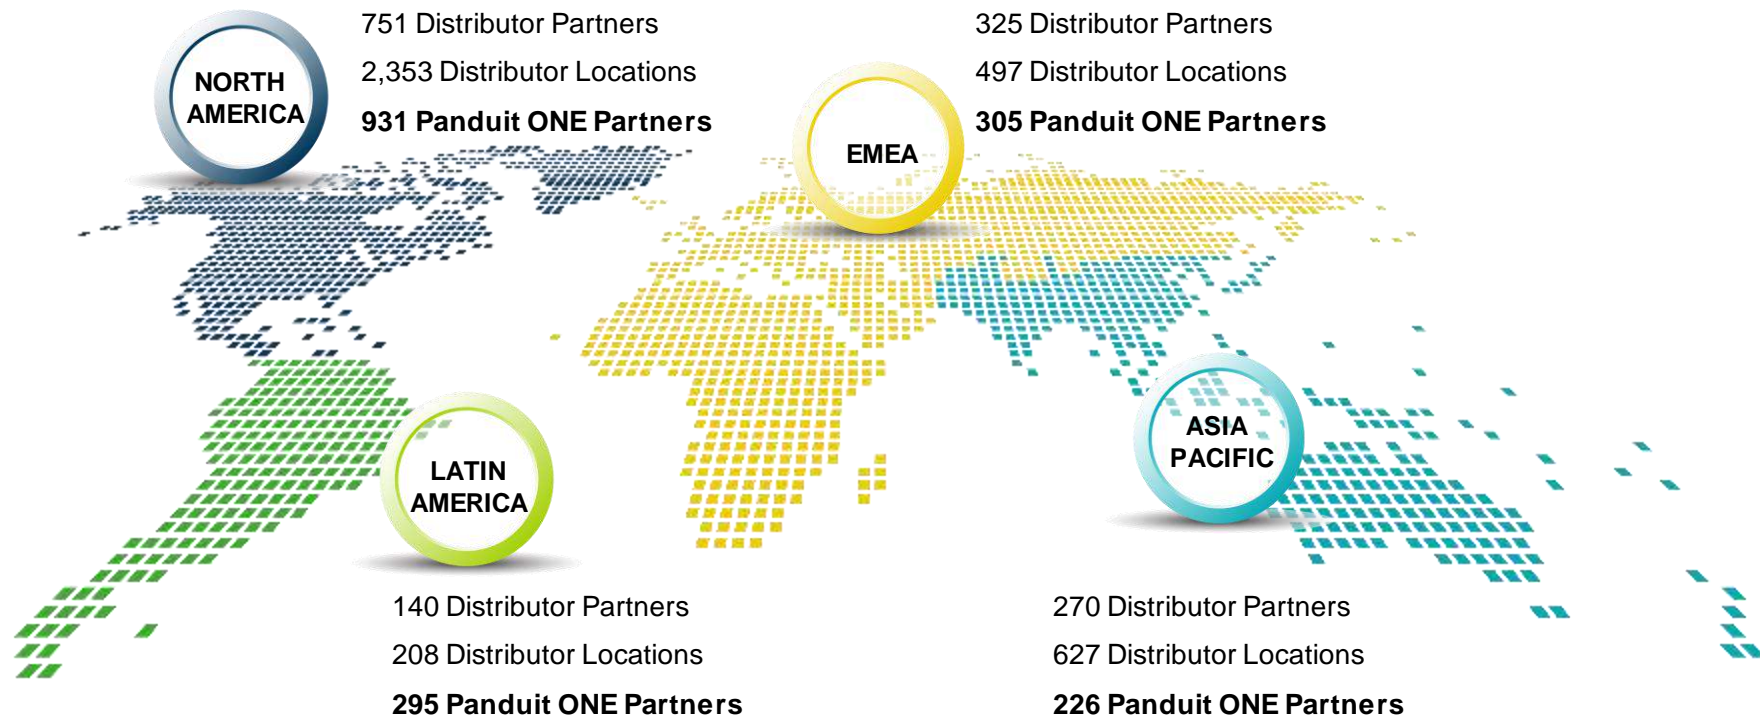 NORTH
AMERICA
751 Distributor Partners
2,353 Distributor Locations
931 Panduit ONE Partners
EMEA
325 Distributor Partners
497 Distributor Locations
305 Panduit ONE Partners
LATIN
AMERICA
140 Distributor Partners
208 Distributor Locations
295 Panduit ONE Partners
ASIA
PACIFIC
270 Distributor Partners
627 Distributor Locations
226 Panduit ONE Partners